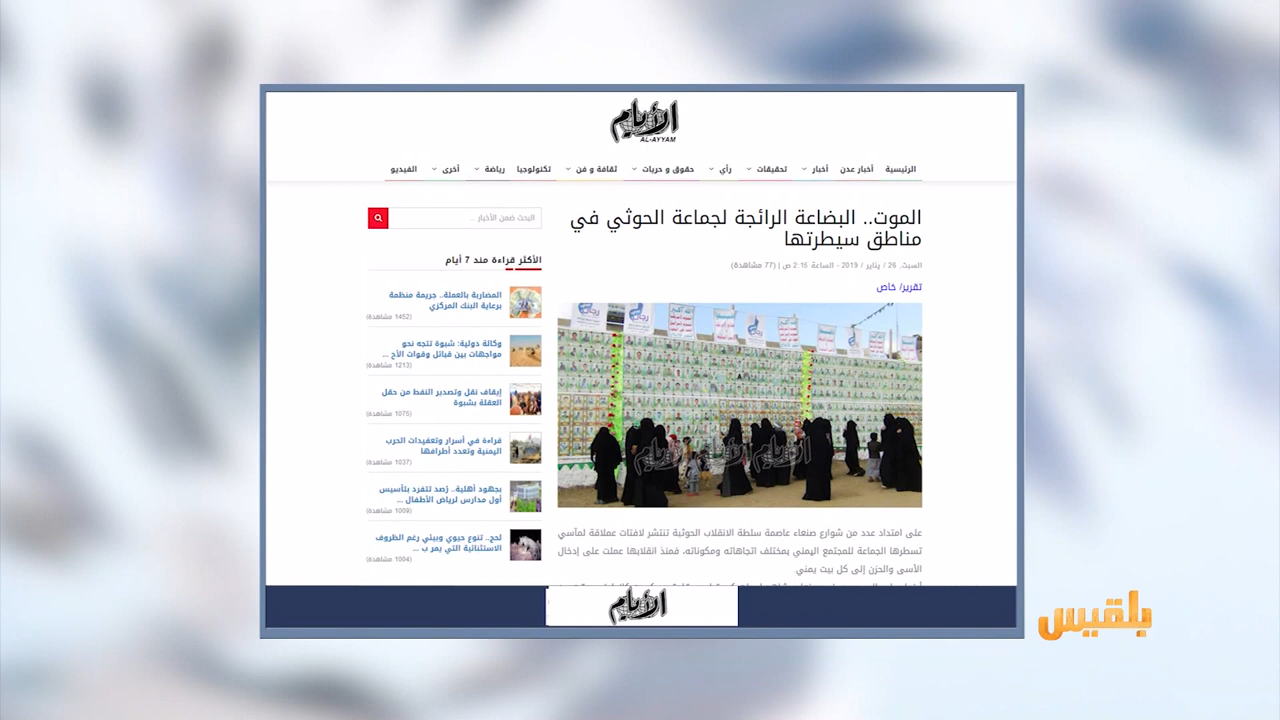 الأيام
AL-AYYAM
الرئيسية أخبار عدن أخبار تحقيقات رأي حقوق و حريات ثقافة و فن تكنولوجيا رياضة أخرى الفيديو
الموت.. البضاعة الرائجة لجماعة الحوثي في
مناطق سيطرتها
السبت, 26 / يناير / 2019 - الساعة 2:15 ص | (77 مشاهدة)
تقرير/ خاص
على امتداد عدد من شوارع صنعاء عاصمة سلطة الانقلاب الحوثية تنتشر لافتات عملاقة لمآسي
تسطرها الجماعة للمجتمع اليمني بمختلف اتجاهاته ومكوناته، فمنذ انقلابها عملت على إدخال
الأسى والحزن إلى كل بيت يمني.
البحث ضمن الأخبار ...
الأكثر قراءة منذ 7 أيام
المضاربة بالعملة.. جريمة منظمة
برعاية البنك المركزي
(1452 مشاهدة)
وكالة دولية: شبوة تتجه نحو
مواجهات بين قبائل وقوات الأح ...
(1213 مشاهدة)
إيقاف نقل وتصدير النفط من حقل
العقلة بشبوة
(1075 مشاهدة)
قراءة في أسرار وتعقيدات الحرب
اليمنية وتعدد أطرافها
(1037 مشاهدة)
بجهود أهلية.. رُصد تتفرد بتأسيس
أول مدارس لرياض الأطفال ...
(1009 مشاهدة)
لحج.. تنوع حيوي وبيئي رغم الظروف
الاستثنائية التي يمر ب ...
(1004 مشاهدة)
الأيام
بلقيس